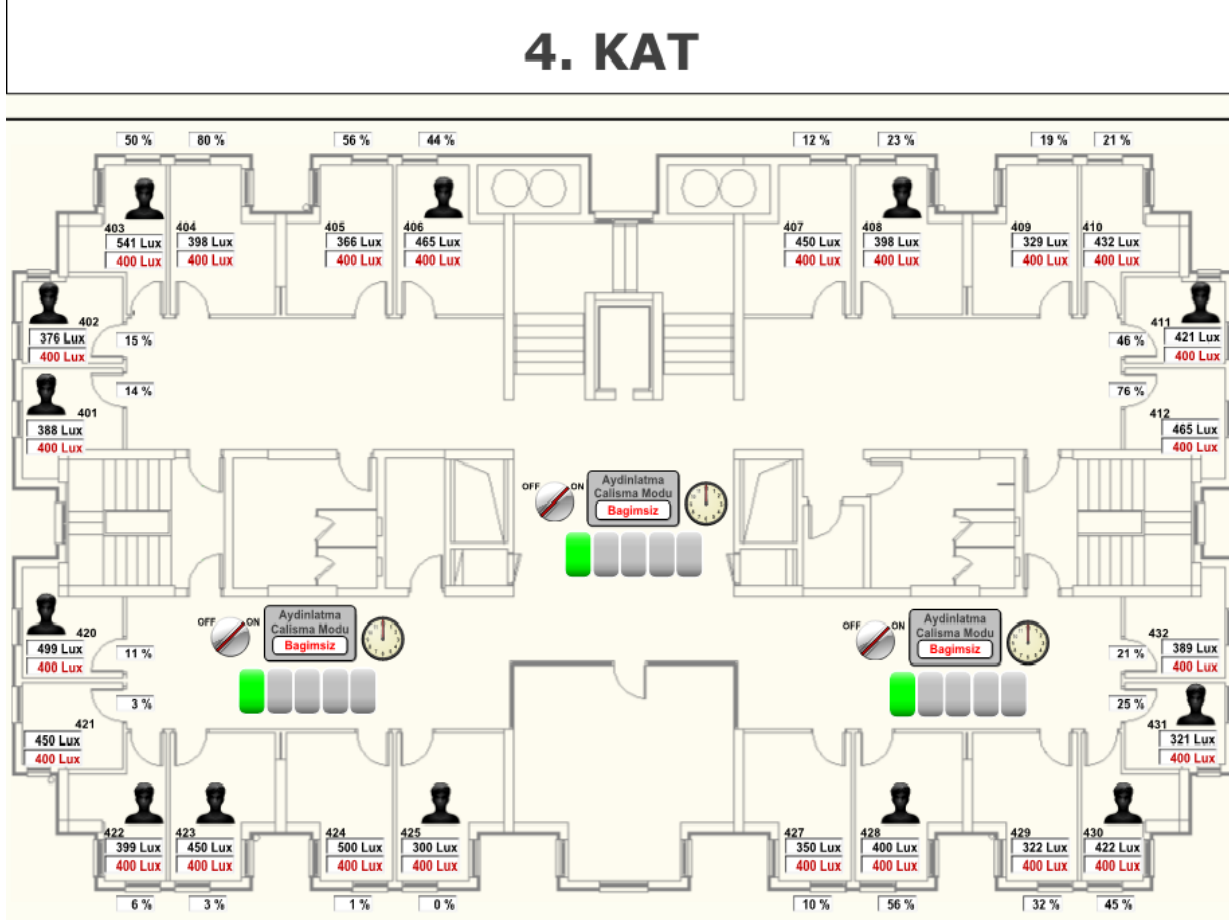 4. KAT
50 %
80 %
56 %
44 %
12 %
23 %
19 %
21 %
403
541 Lux
400 Lux
404
398 Lux
400 Lux
405
366 Lux
400 Lux
406
465 Lux
400 Lux
407
450 Lux
400 Lux
408
398 Lux
400 Lux
409
329 Lux
400 Lux
410
432 Lux
400 Lux
402
376 Lux
400 Lux
15 %
46 %
411
421 Lux
400 Lux
14 %
401
388 Lux
400 Lux
76 %
412
465 Lux
400 Lux
OFF
ON
Aydinlatma
Calisma Modu
Bagimsiz
OFF
ON
Aydinlatma
Calisma Modu
Bagimsiz
OFF
ON
Aydinlatma
Calisma Modu
Bagimsiz
420
499 Lux
400 Lux
11 %
21 %
432
389 Lux
400 Lux
3 %
421
450 Lux
400 Lux
25 %
431
321 Lux
400 Lux
422
399 Lux
400 Lux
423
450 Lux
400 Lux
424
500 Lux
400 Lux
425
300 Lux
400 Lux
427
350 Lux
400 Lux
428
400 Lux
400 Lux
429
322 Lux
400 Lux
430
422 Lux
400 Lux
6 %
3 %
1 %
0 %
10 %
56 %
32 %
45 %